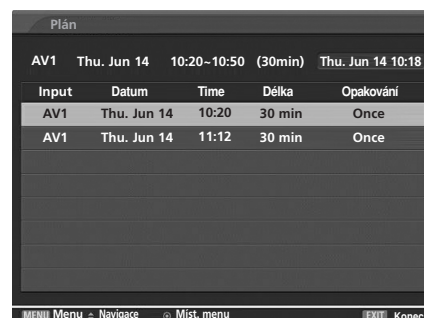 Plán
AV1 Thu. Jun 14 10:20~10:50 (30min) Thu. Jun 14 10:18
Input Datum Time Délka Opakování
AV1 Thu. Jun 14 10:20 30 min Once
AV1 Thu. Jun 14 11:12 30 min Once
MENU Menu Navigace Míst. menu EXIT Konec